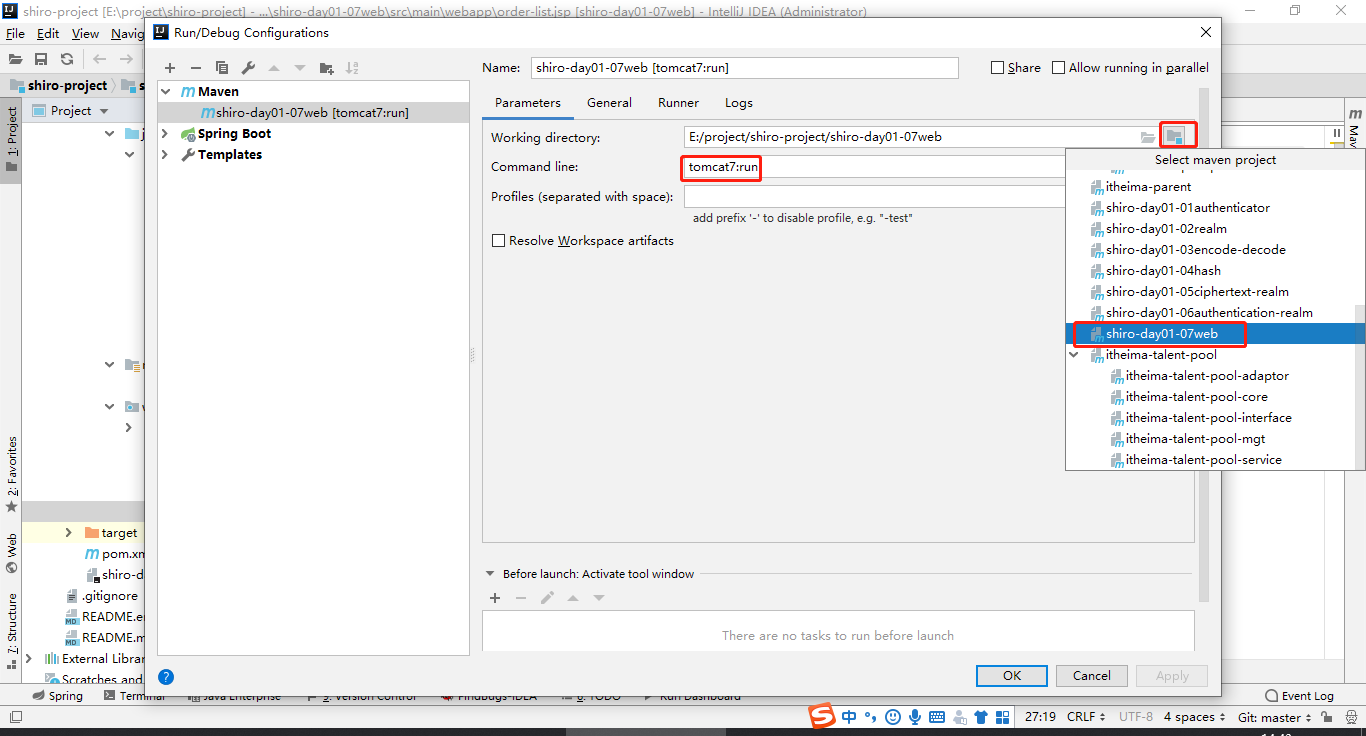 shiro-project [E:\project\shiro-project] - ...\shiro-day01-07web\src\main\webapp\order-list.jsp [shiro-day01-07web] - IntelliJ IDEA (Administrator)
File Edit View Navig
Run/Debug Configurations
shiro-project
Project
1: Project
2: Favorites
Web
7: Structure
target
pom.xm
shiro-d
.gitignore
README.e
README.m
External Librar
Scratches and
Maven
shiro-day01-07web [tomcat7:run]
Spring Boot
Templates
Name: shiro-day01-07web [tomcat7:run]
Share Allow running in parallel
Parameters General Runner Logs
Working directory: E:/project/shiro-project/shiro-day01-07web
Command line: tomcat7:run
Profiles (separated with space):
add prefix '-' to disable profile, e.g. "-test"
Resolve Workspace artifacts
Select maven project
itheima-parent
shiro-day01-01authenticator
shiro-day01-02realm
shiro-day01-03encode-decode
shiro-day01-04hash
shiro-day01-05ciphertext-realm
shiro-day01-06authentication-realm
shiro-day01-07web
itheima-talent-pool
itheima-talent-pool-adaptor
itheima-talent-pool-core
itheima-talent-pool-interface
itheima-talent-pool-mgt
itheima-talent-pool-service
Before launch: Activate tool window
There are no tasks to run before launch
OK Cancel Apply
Spring Terminal Java Enterprise 9: Version Control FindBugs-IDEA 6: TODO Run Dashboard Event Log
中
27:19 CRLF UTF-8 4 spaces Git: master